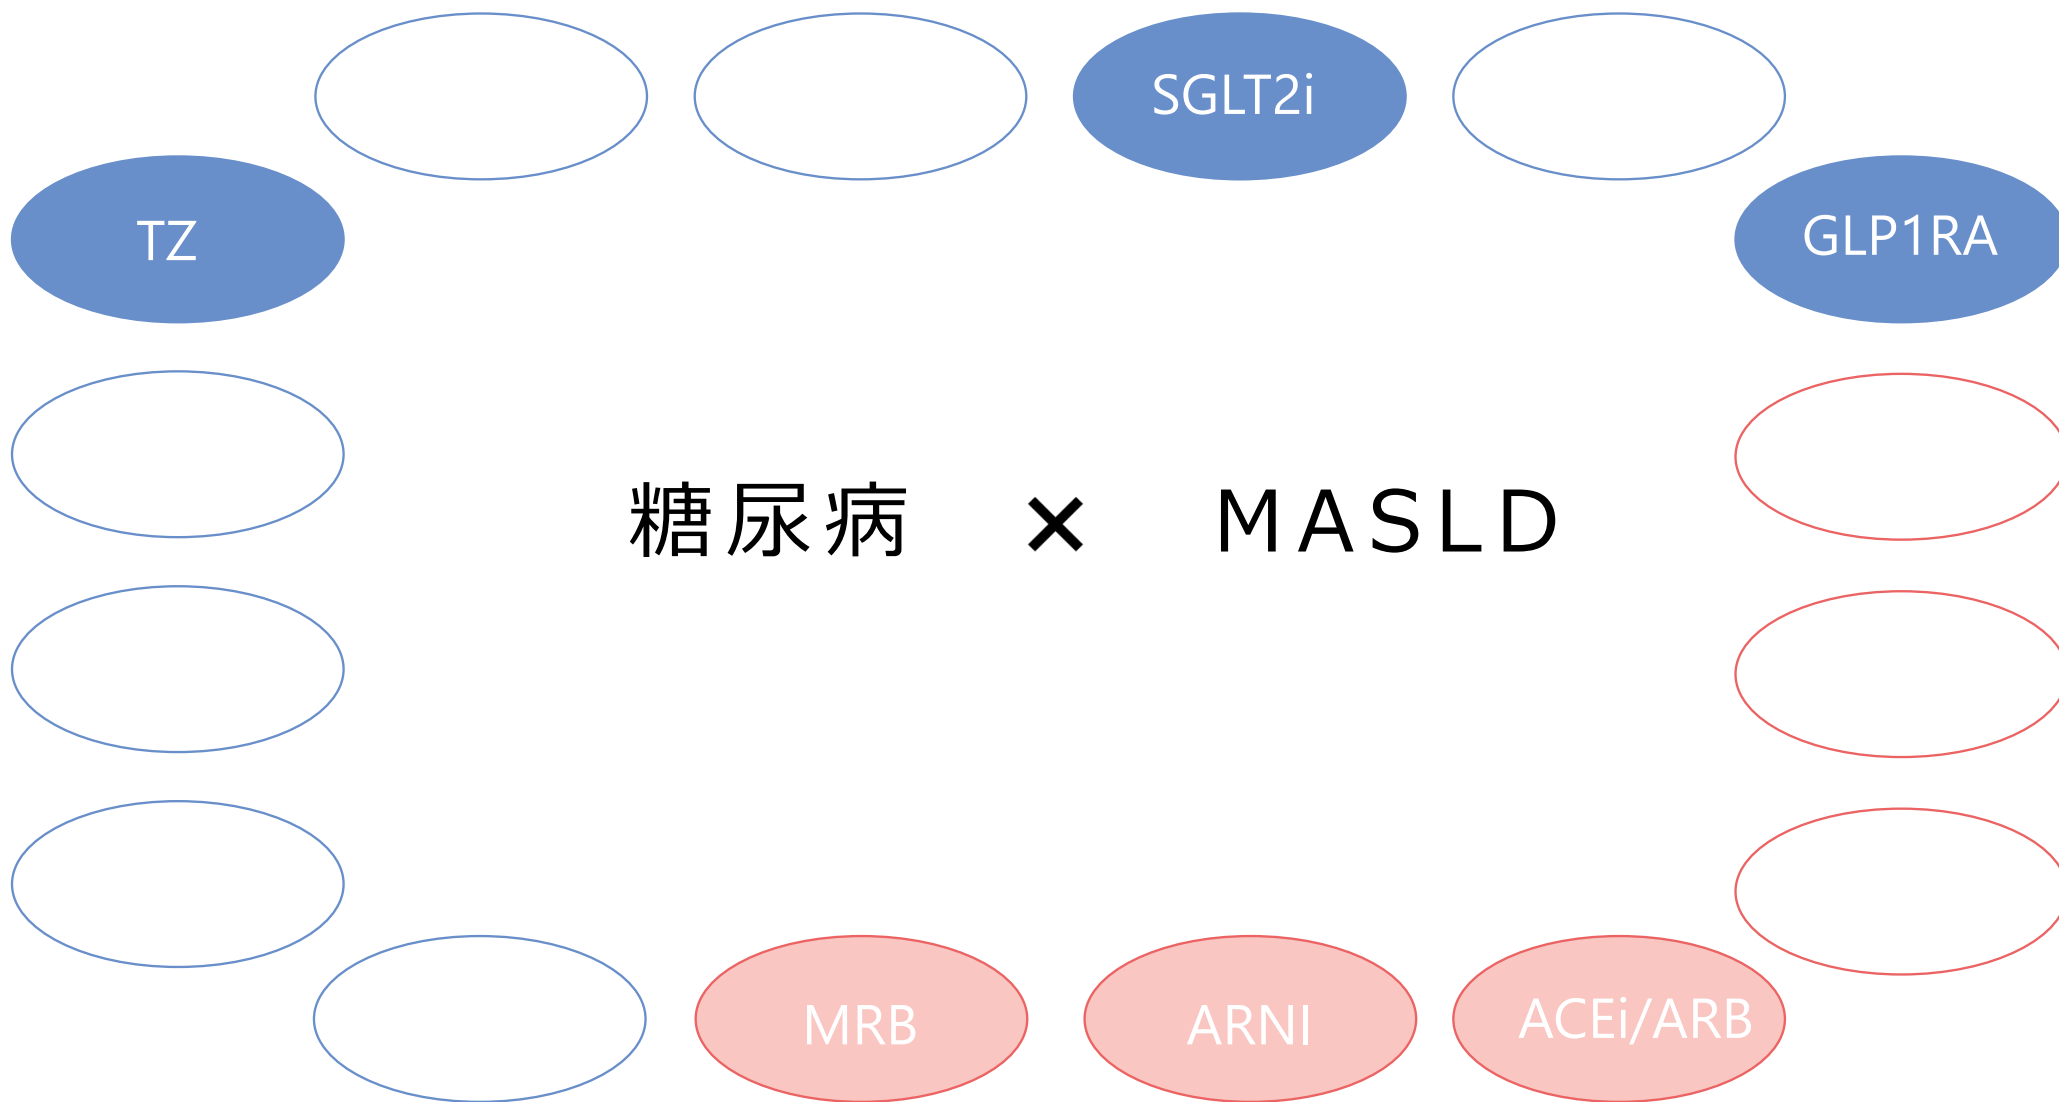 SGLT2i
TZ
GLP1RA
糖尿病 × MASLD
MRB
ARNI
ACEi/ARB